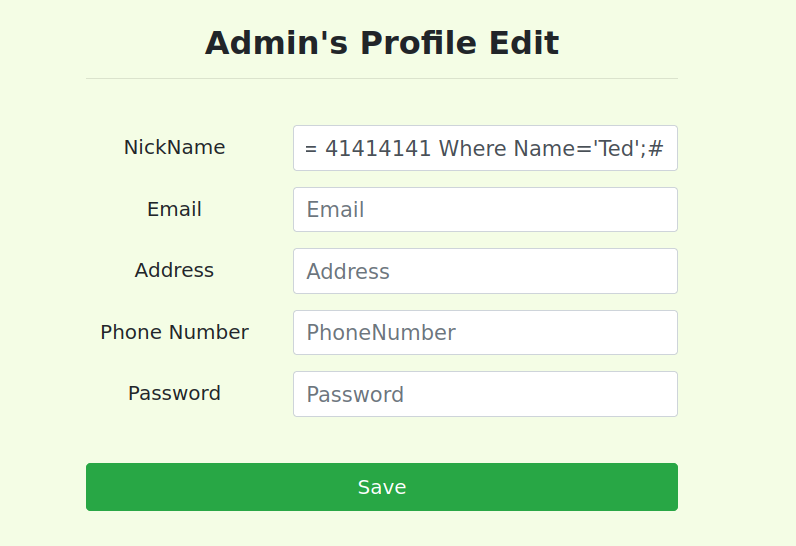 Admin's Profile Edit
NickName
= 41414141 Where Name='Ted';#
Email
Email
Address
Address
Phone Number
PhoneNumber
Password
Password
Save